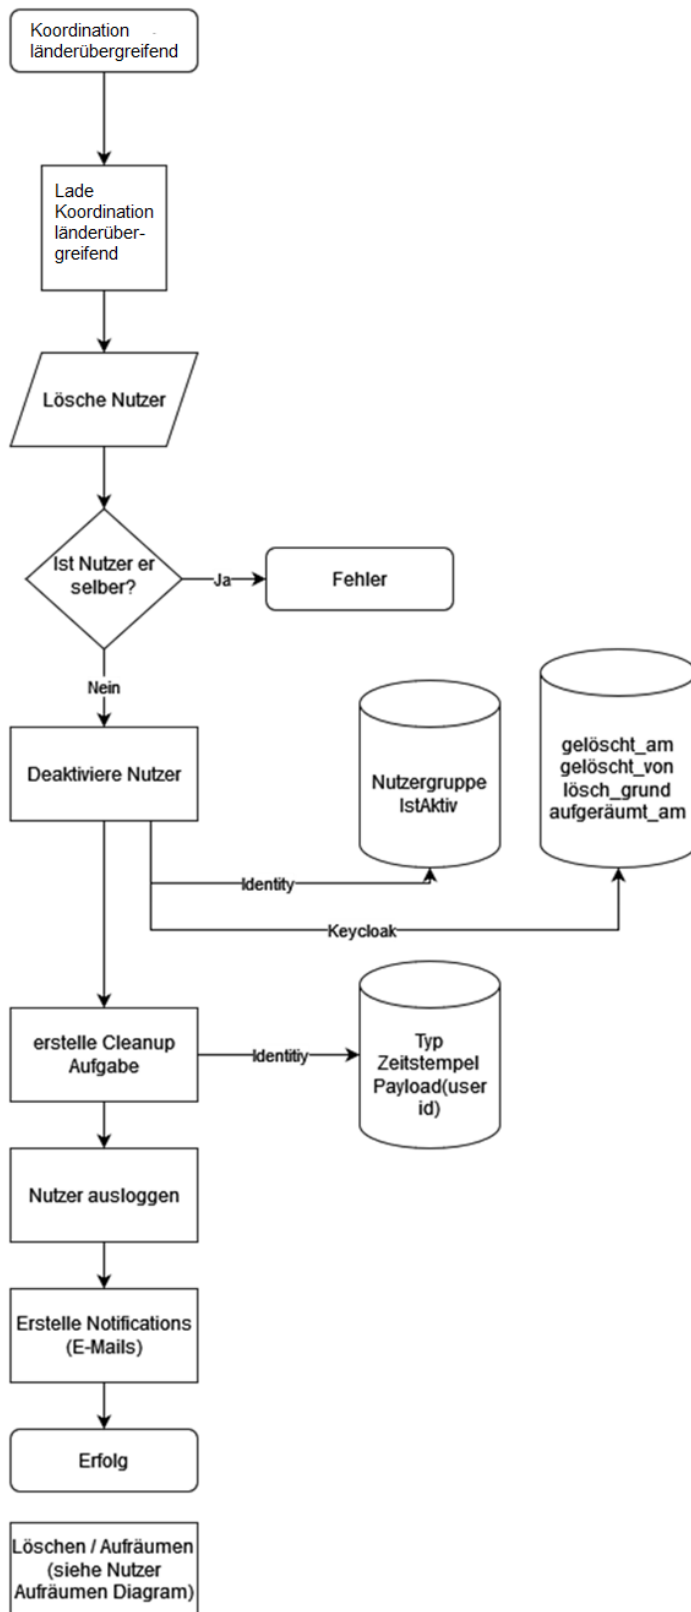 Koordination
länderübergreifend
Lade
Koordination
länderüber-
greifend
Lösche Nutzer
Ist Nutzer er
selber?
Ja
Fehler
Nein
Deaktiviere Nutzer
Nutzergruppe
IstAktiv
gelöscht_am
gelöscht_von
lösch_grund
aufgeräumt_am
Identity
Keycloak
erstelle Cleanup
Aufgabe
Identitiy
Typ
Zeitstempel
Payload(user
id)
Nutzer ausloggen
Erstelle Notifications
(E-Mails)
Erfolg
Löschen / Aufräumen
(siehe Nutzer
Aufräumen Diagram)